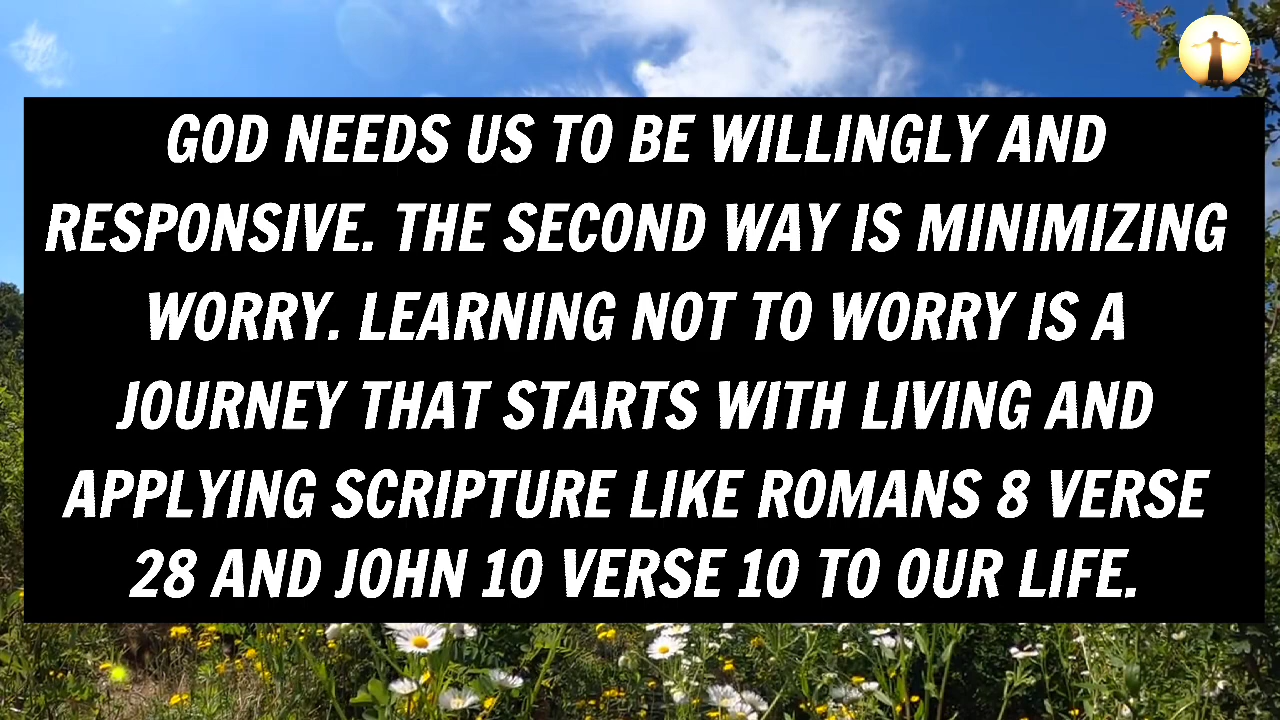 GOD NEEDS US TO BE WILLINGLY AND
RESPONSIVE. THE SECOND WAY IS MINIMIZING
WORRY. LEARNING NOT TO WORRY IS A
JOURNEY THAT STARTS WITH LIVING AND
APPLYING SCRIPTURE LIKE ROMANS 8 VERSE
28 AND JOHN 10 VERSE 10 TO OUR LIFE.